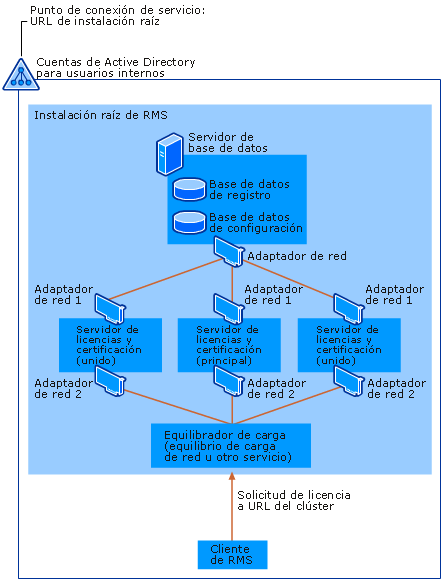 Punto de conexión de servicio:
URL de instalación raíz
Cuentas de Active Directory
para usuarios internos
Instalación raíz de RMS
Servidor de
base de datos
Base de datos
de registro
Base de datos
de configuración
Adaptador de red
Adaptador
de red 1
Adaptador
de red 1
Adaptador
de red 1
Servidor de
licencias y
certificación
(unido)
Servidor de
licencias y
certificación
(principal)
Servidor de
licencias y
certificación
(unido)
Adaptador
de red 2
Adaptador
de red 2
Adaptador
de red 2
Equilibrador de carga
(equilibrio de carga
de red u otro servicio)
Solicitud de licencia
a URL del clúster
Cliente
de RMS